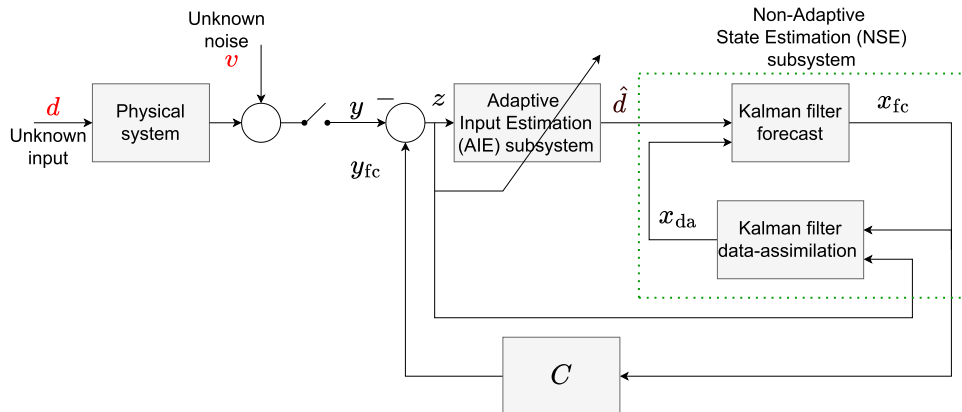 Unknown
noise
v
Non-Adaptive
State Estimation (NSE)
subsystem
d
Unknown
input
Physical
system
y
−
z
y_fc
Adaptive
Input Estimation
(AIE) subsystem
d̂
Kalman filter
forecast
x_fc
x_da
Kalman filter
data-assimilation
C